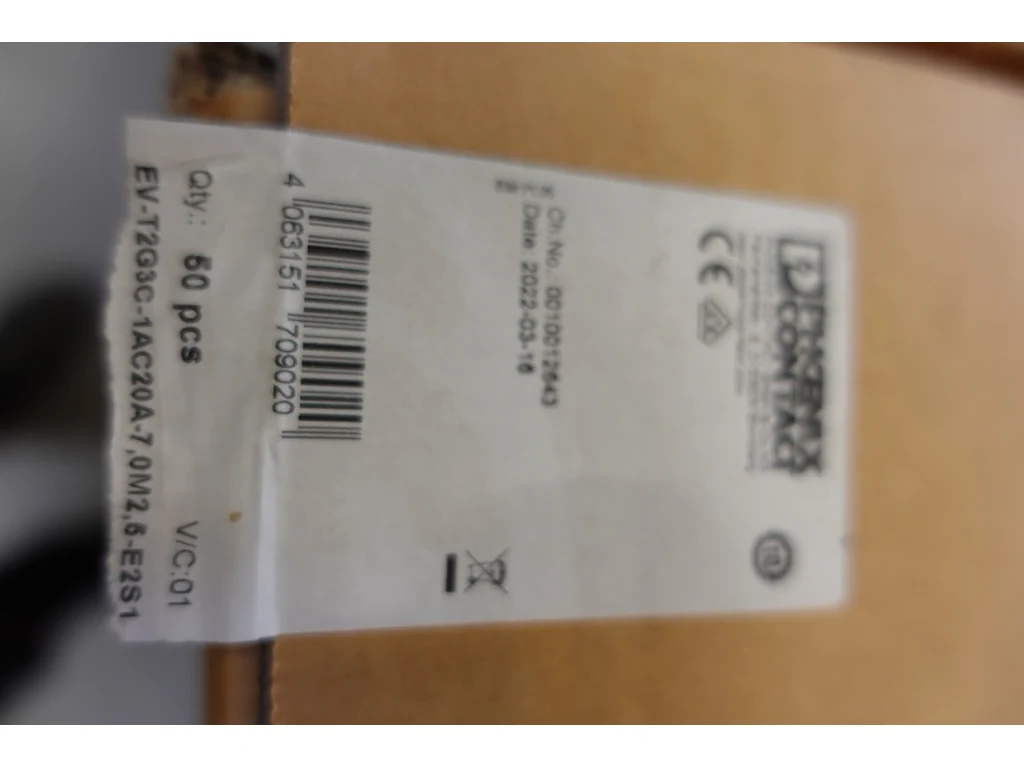 PHOENIX
CONTACT
CE
Ch.No.: 0010012643
Date: 2022-03-16
4 063151 709020
Qty.: 50 pcs V/C:01
EV-T2G3C-1AC20A-7,0M2,5-E2S1